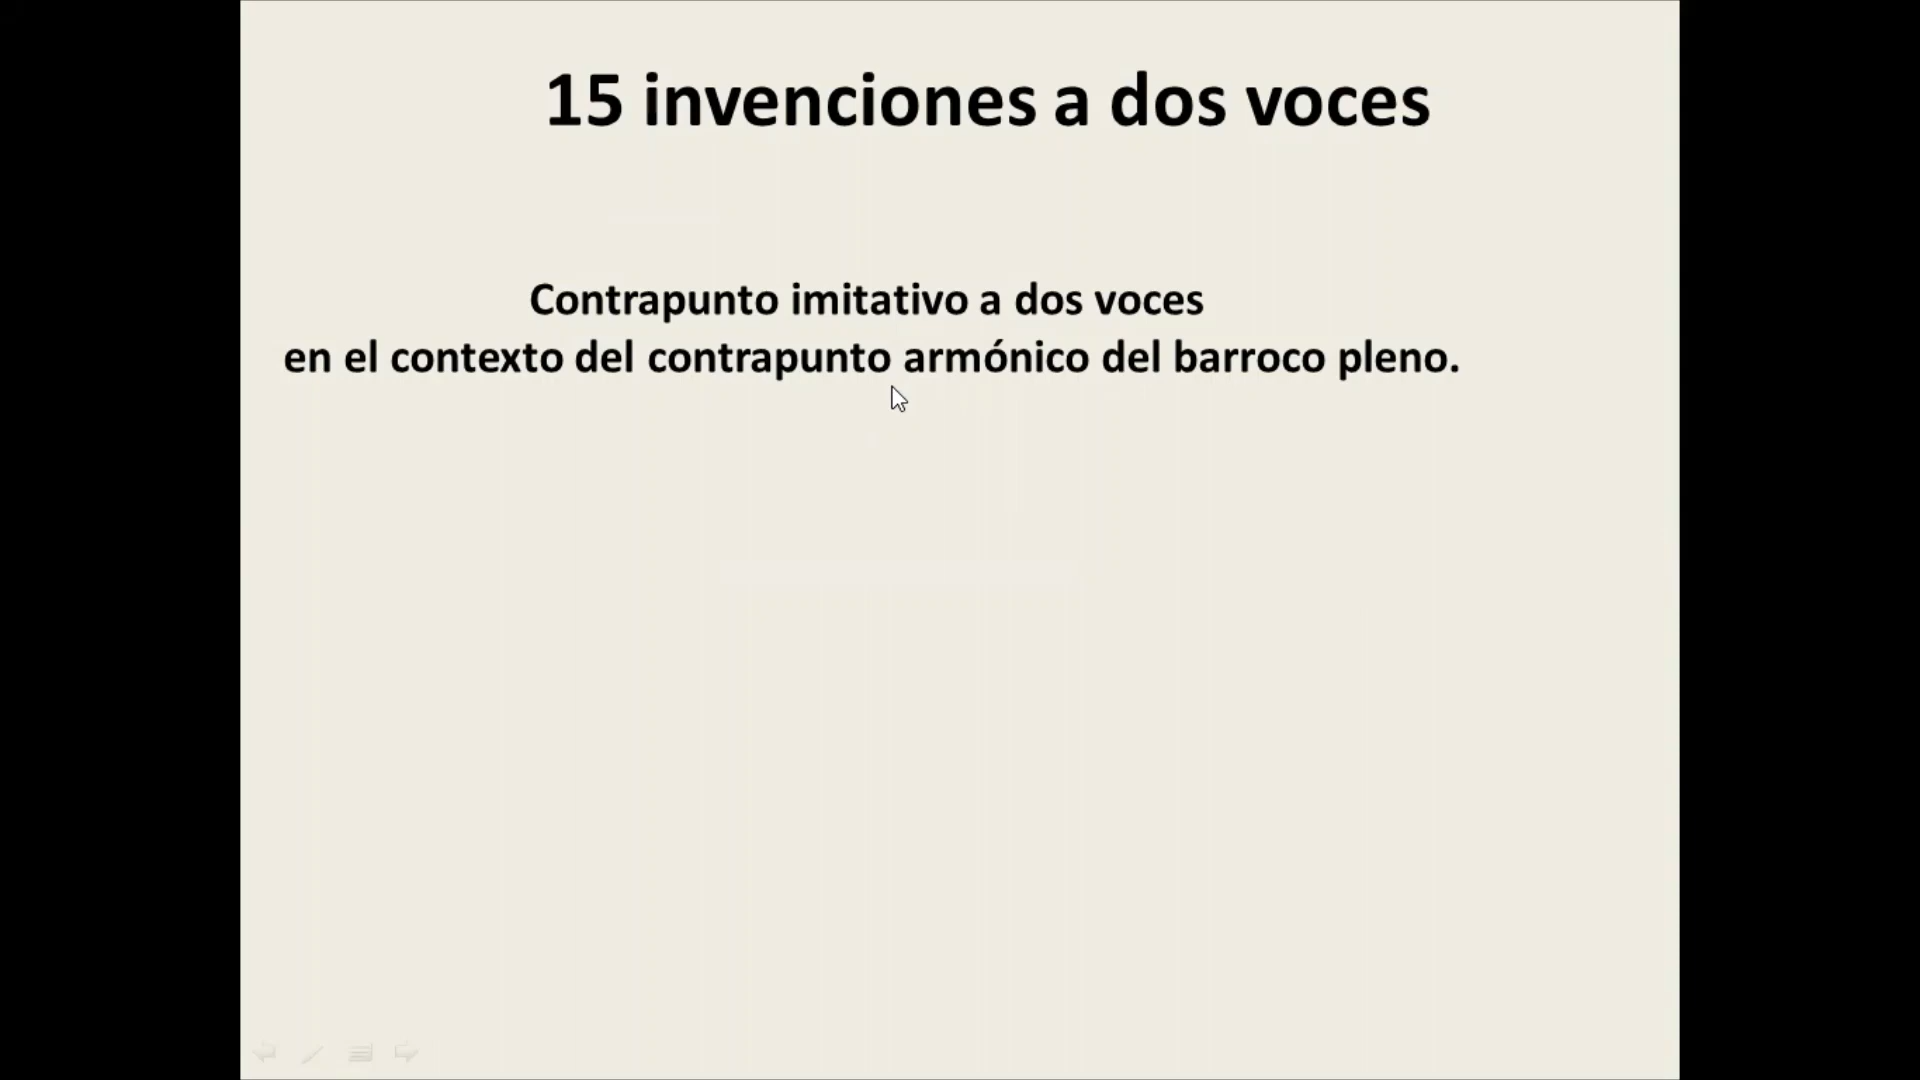 15 invenciones a dos voces
Contrapunto imitativo a dos voces
en el contexto del contrapunto armónico del barroco pleno.